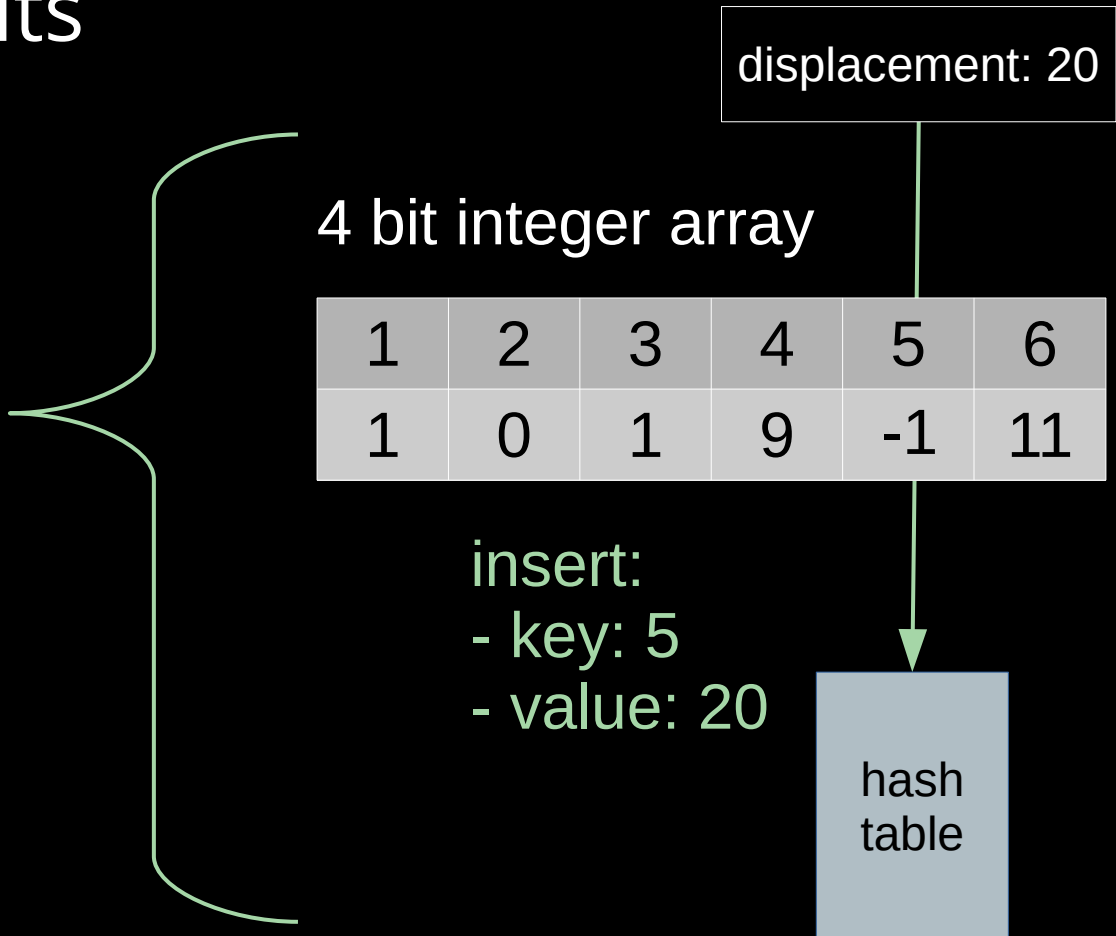 displacement: 20
4 bit integer array
1 2 3 4 5 6
1 0 1 9 -1 11
insert:
- key: 5
- value: 20
hash
table